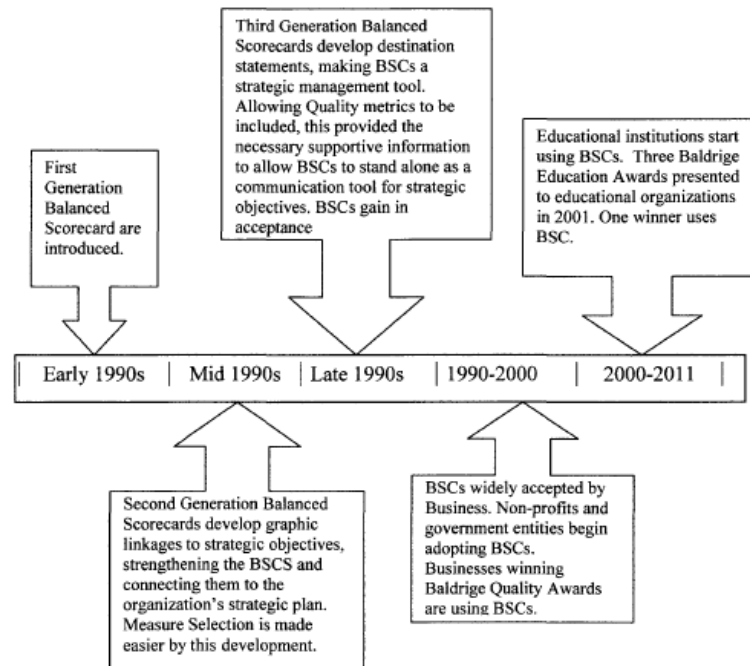 Third Generation Balanced
Scorecards develop destination
statements, making BSCs a
strategic management tool.
Allowing Quality metrics to be
included, this provided the
necessary supportive information
to allow BSCs to stand alone as a
communication tool for strategic
objectives. BSCs gain in
acceptance
Educational institutions start
using BSCs. Three Baldrige
Education Awards presented
to educational organizations
in 2001. One winner uses
BSC.
First
Generation
Balanced
Scorecard are
introduced.
Early 1990s
Mid 1990s
Late 1990s
1990-2000
2000-2011
Second Generation Balanced
Scorecards develop graphic
linkages to strategic objectives,
strengthening the BSCS and
connecting them to the
organization's strategic plan.
Measure Selection is made
easier by this development.
BSCs widely accepted by
Business. Non-profits and
government entities begin
adopting BSCs.
Businesses winning
Baldrige Quality Awards
are using BSCs.